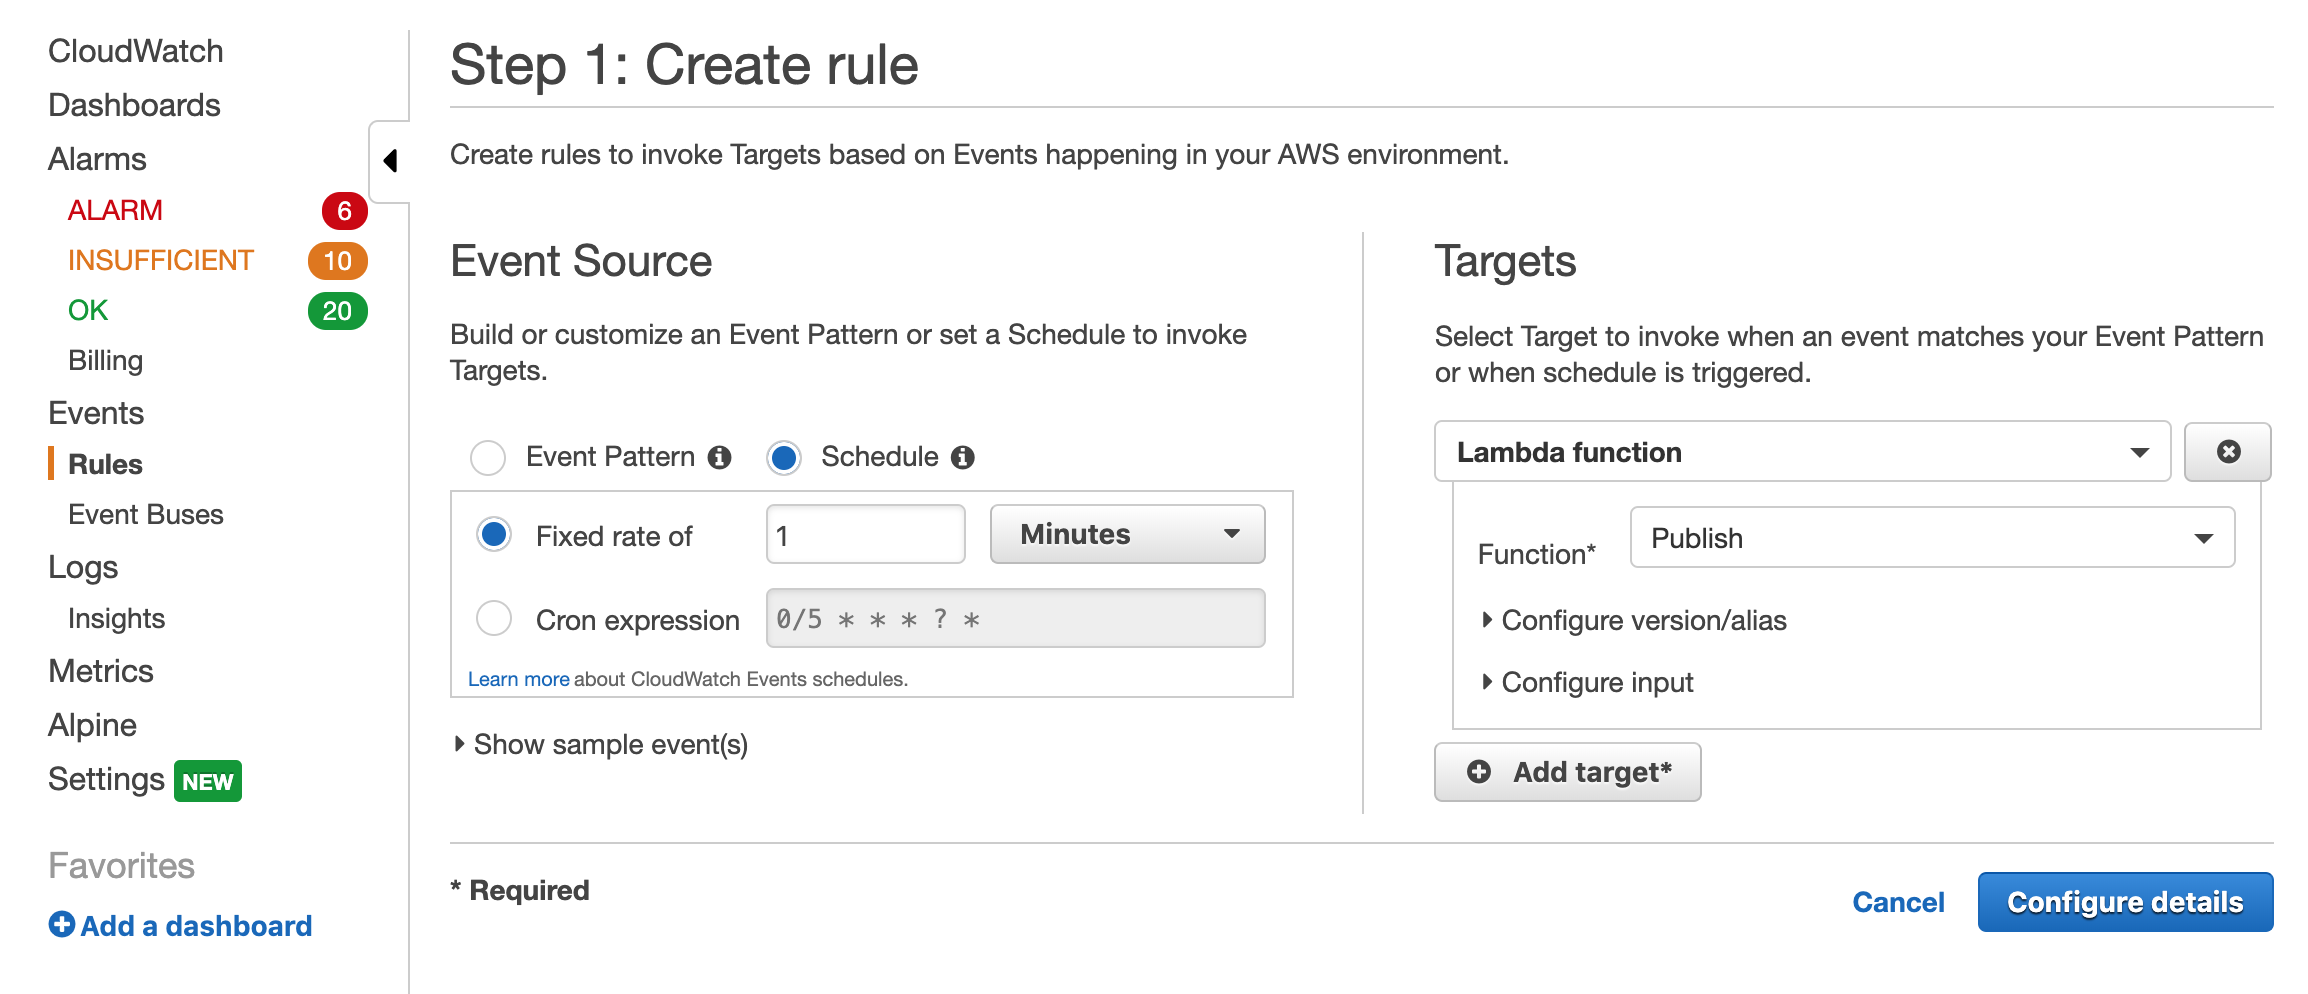 CloudWatch
Dashboards
Alarms
ALARM 6
INSUFFICIENT 10
OK 20
Billing
Events
Rules
Event Buses
Logs
Insights
Metrics
Alpine
Settings NEW
Favorites
Add a dashboard
Step 1: Create rule
Create rules to invoke Targets based on Events happening in your AWS environment.
Event Source
Build or customize an Event Pattern or set a Schedule to invoke
Targets.
Event Pattern Schedule
Fixed rate of 1 Minutes
Cron expression 0/5 * * * ? *
Learn more about CloudWatch Events schedules.
Show sample event(s)
Targets
Select Target to invoke when an event matches your Event Pattern
or when schedule is triggered.
Lambda function
Function* Publish
Configure version/alias
Configure input
Add target*
* Required
Cancel Configure details